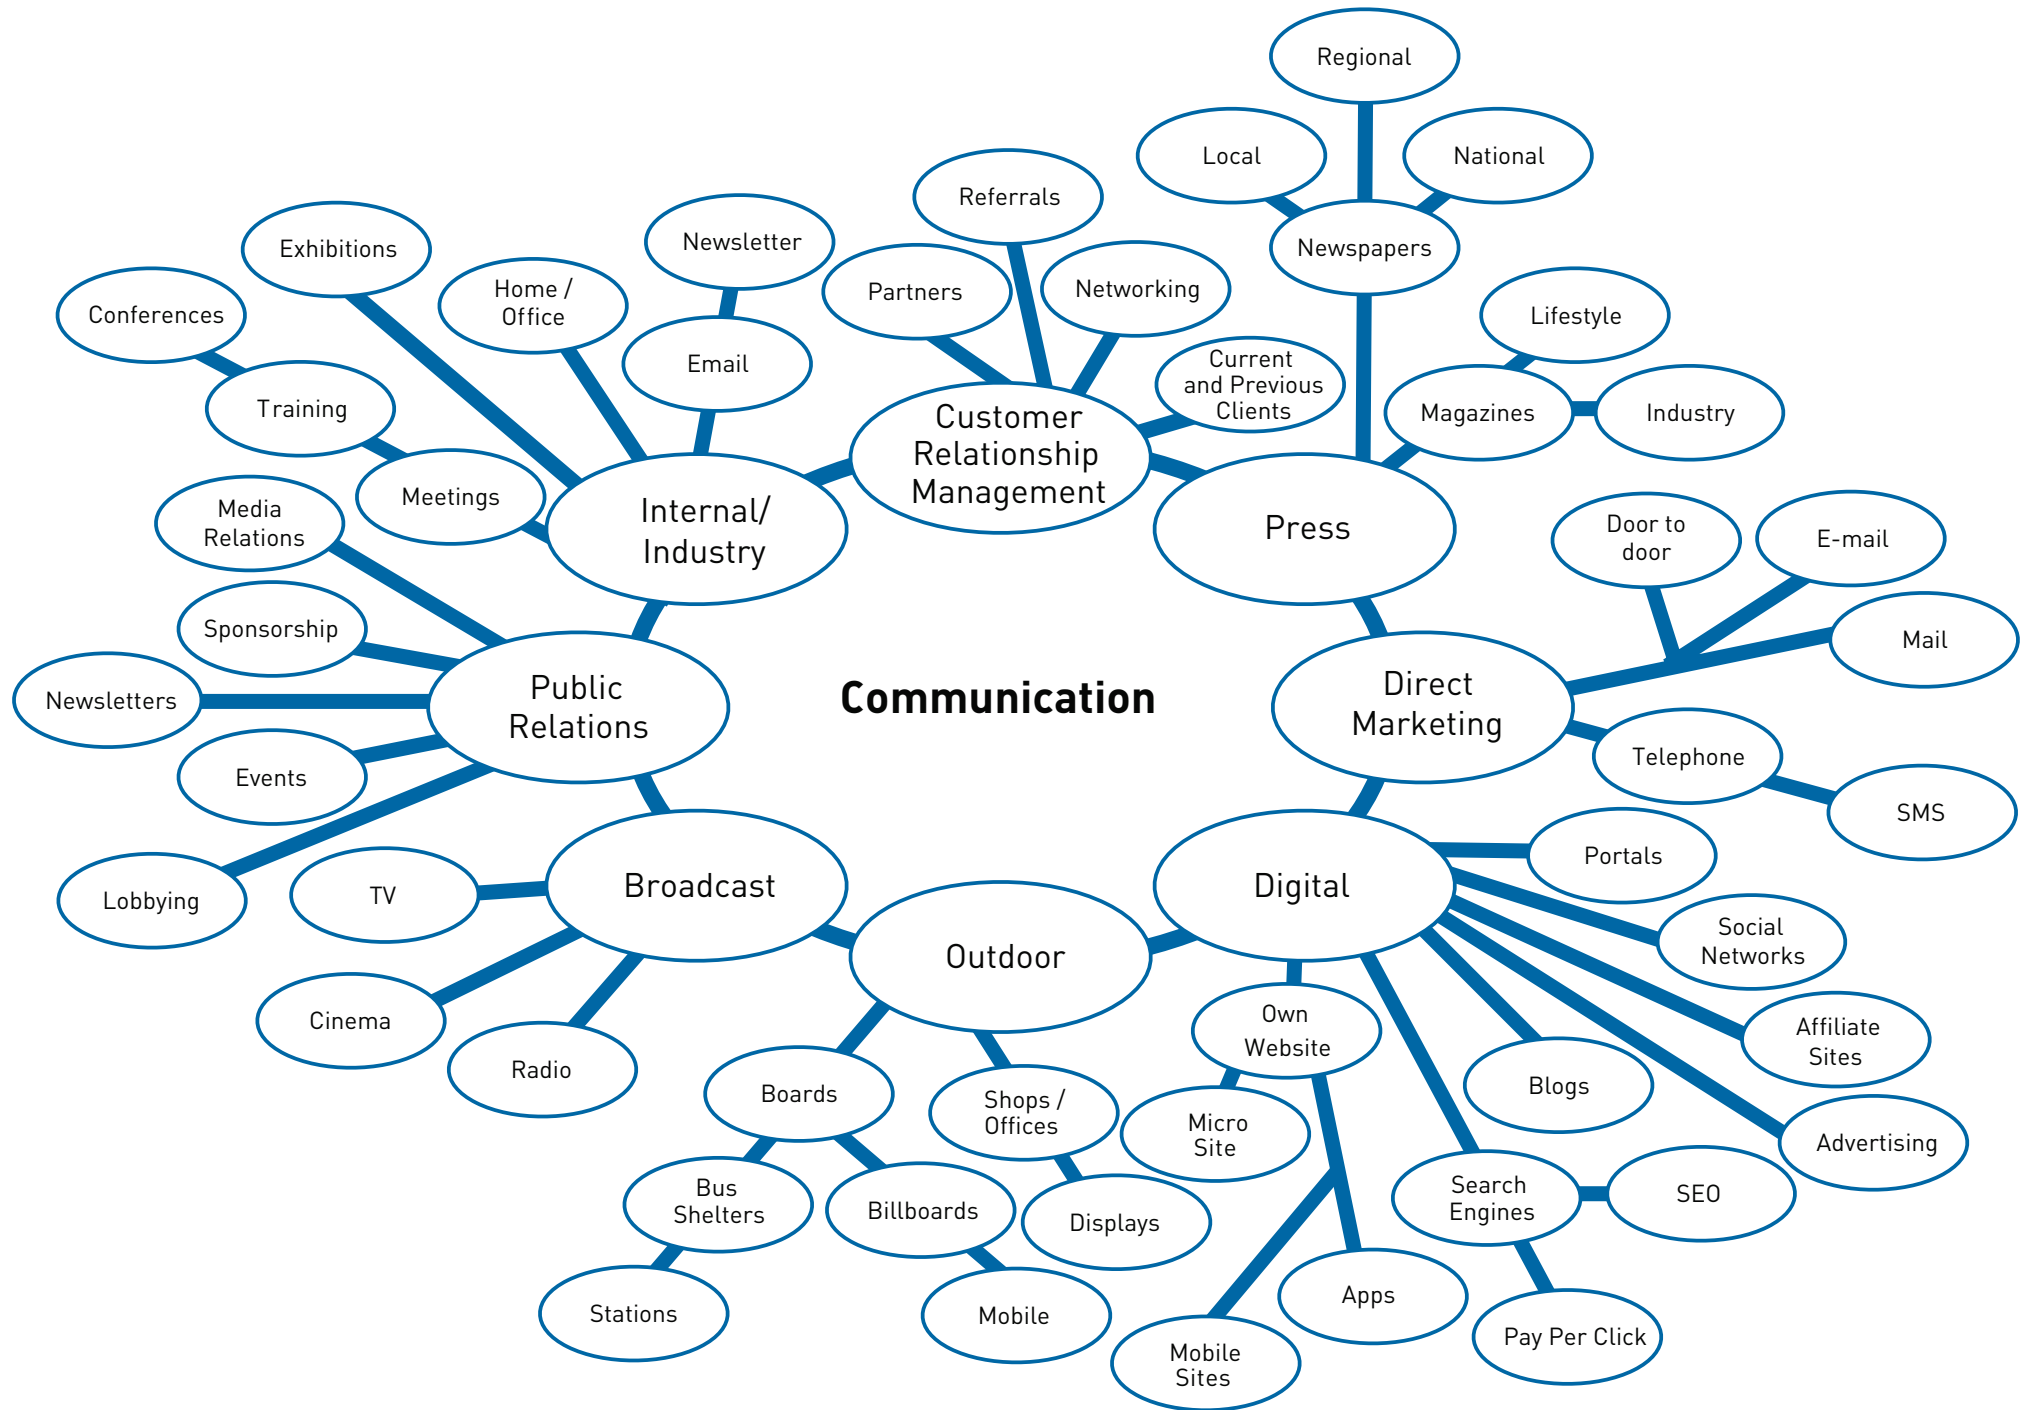 Regional
Local
National
Referrals
Newsletter
Exhibitions
Newspapers
Partners
Networking
Home /
Office
Conferences
Lifestyle
Email
Current
and Previous
Clients
Training
Magazines
Industry
Customer
Relationship
Management
Meetings
Media
Relations
Internal/
Industry
Press
Door to
door
E-mail
Sponsorship
Mail
Newsletters
Public
Relations
Communication
Direct
Marketing
Events
Telephone
SMS
Lobbying
TV
Broadcast
Digital
Portals
Outdoor
Social
Networks
Cinema
Own
Website
Affiliate
Sites
Radio
Boards
Shops /
Offices
Blogs
Micro
Site
Advertising
Bus
Shelters
Billboards
Displays
Search
Engines
SEO
Stations
Mobile
Apps
Pay Per Click
Mobile
Sites